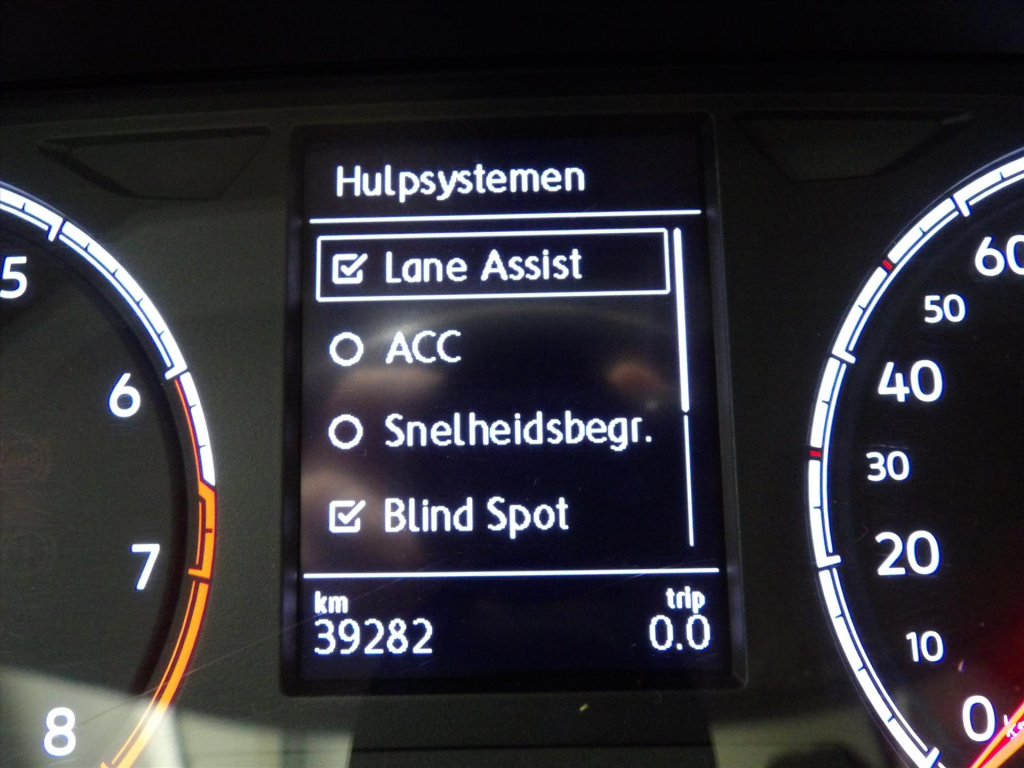 Hulpsystemen
Lane Assist
ACC
Snelheidsbegr.
Blind Spot
km
trip
39282
0.0
5
6
7
8
60
50
40
30
20
10
0